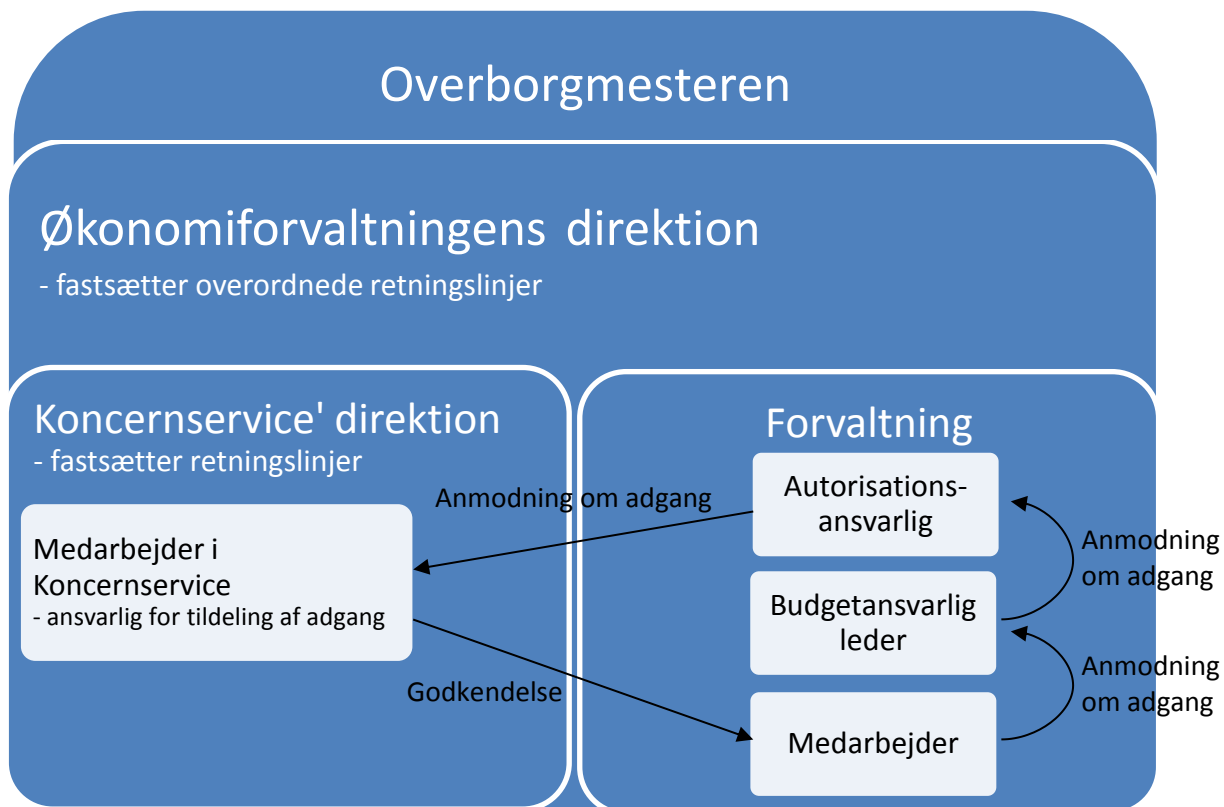 Overborgmesteren
Økonomiforvaltningens direktion
- fastsætter overordnede retningslinjer
Koncernservice' direktion
- fastsætter retningslinjer
Medarbejder i
Koncernservice
- ansvarlig for tildeling af adgang
Anmodning om adgang
Godkendelse
Forvaltning
Autorisations-
ansvarlig
Budgetansvarlig
leder
Medarbejder
Anmodning
om adgang
Anmodning
om adgang